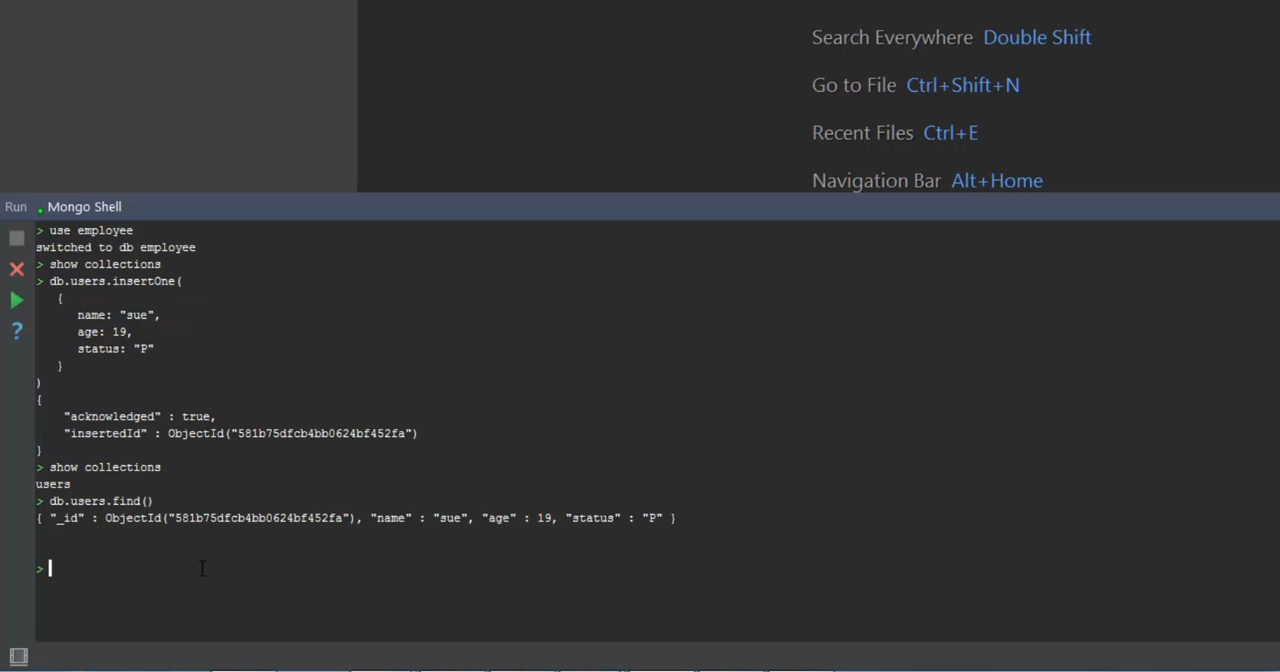 Search Everywhere Double Shift
Go to File Ctrl+Shift+N
Recent Files Ctrl+E
Navigation Bar Alt+Home
Run Mongo Shell
> use employee
switched to db employee
> show collections
> db.users.insertOne(
{
name: "sue",
age: 19,
status: "P"
}
)
{
"acknowledged" : true,
"insertedId" : ObjectId("581b75dfcb4bb0624bf452fa")
}
> show collections
users
> db.users.find()
{ "_id" : ObjectId("581b75dfcb4bb0624bf452fa"), "name" : "sue", "age" : 19, "status" : "P" }
>